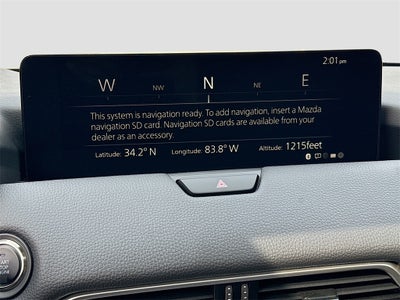 2:01 pm
W NW N NE E
This system is navigation ready. To add navigation, insert a Mazda
navigation SD card. Navigation SD cards are available from your
dealer as an accessory.
Latitude: 34.2° N Longitude: 83.8° W Altitude: 1215feet
START